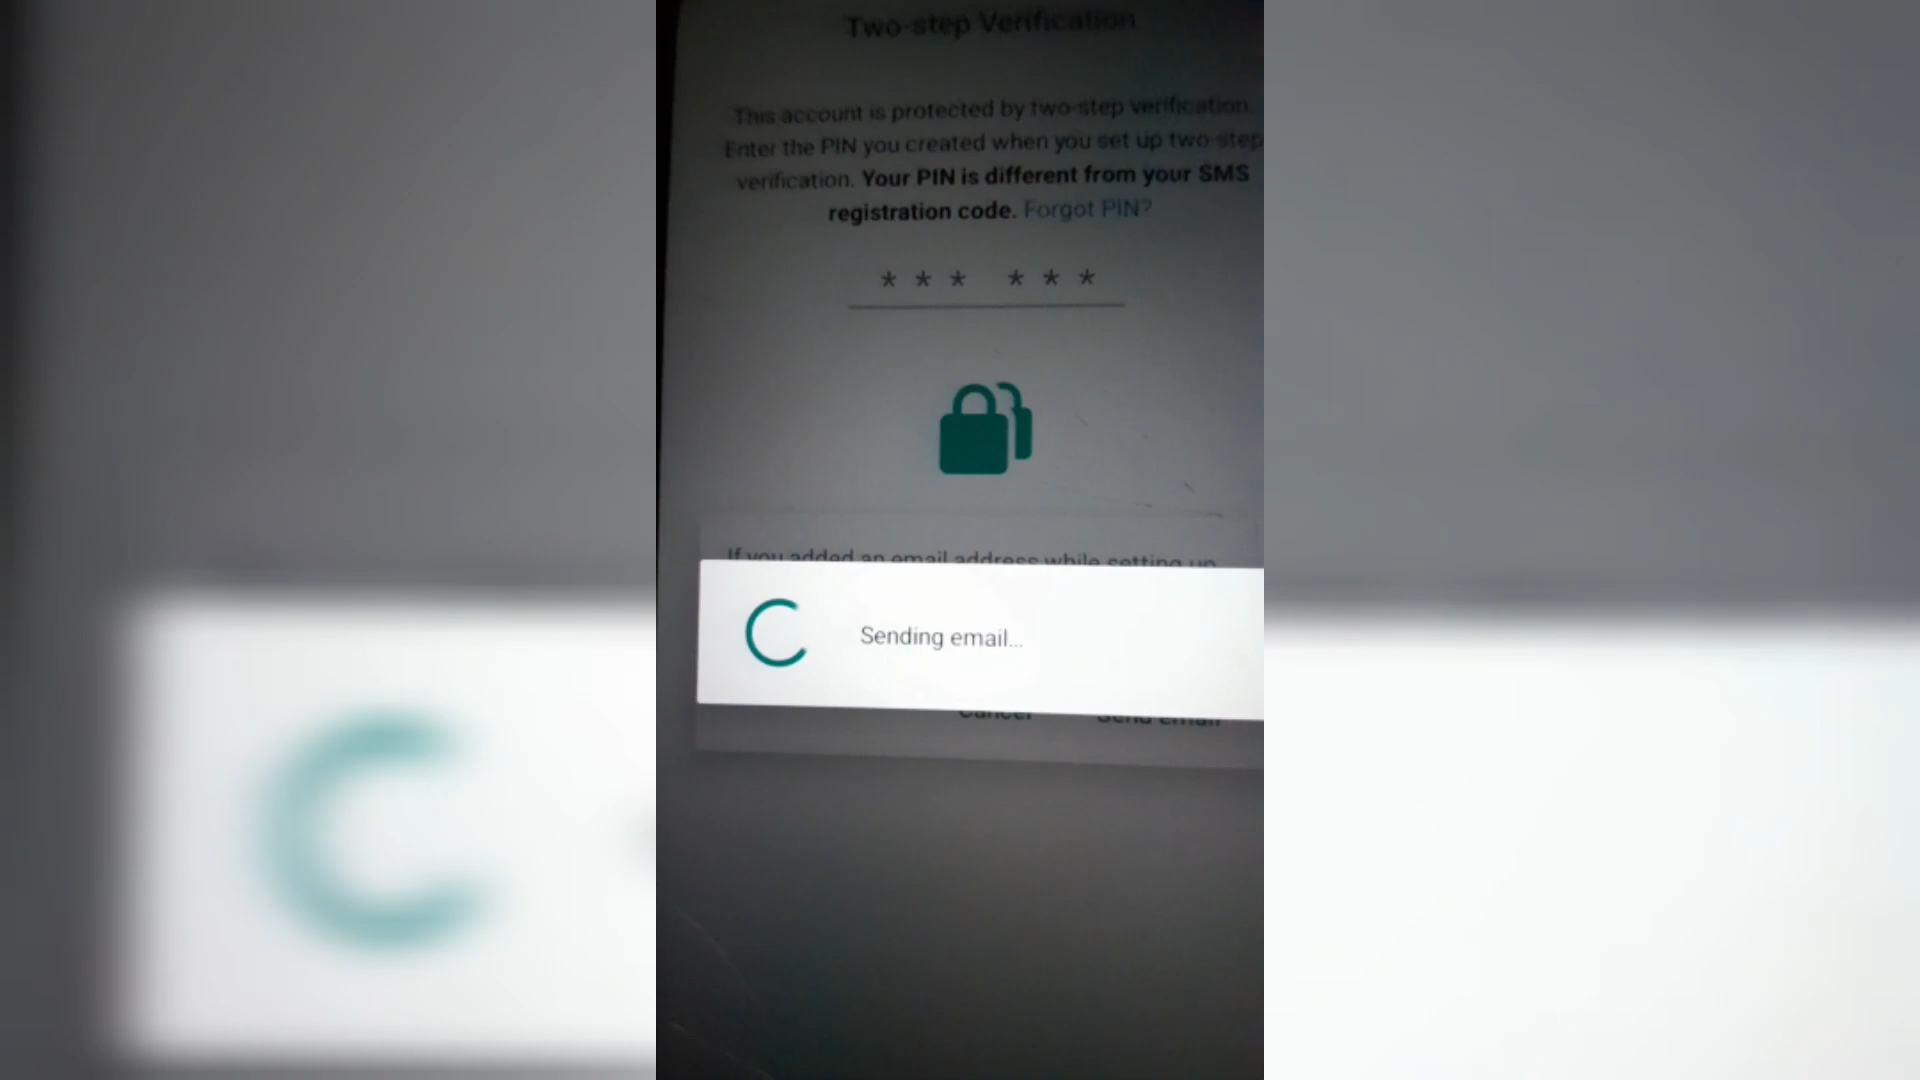 Two-step Verification
This account is protected by two-step verification.
Enter the PIN you created when you set up two-step
verification. Your PIN is different from your SMS
registration code. Forgot PIN?
* * * * * *
If you added an email address while setting up
Sending email...
Cancel Send email